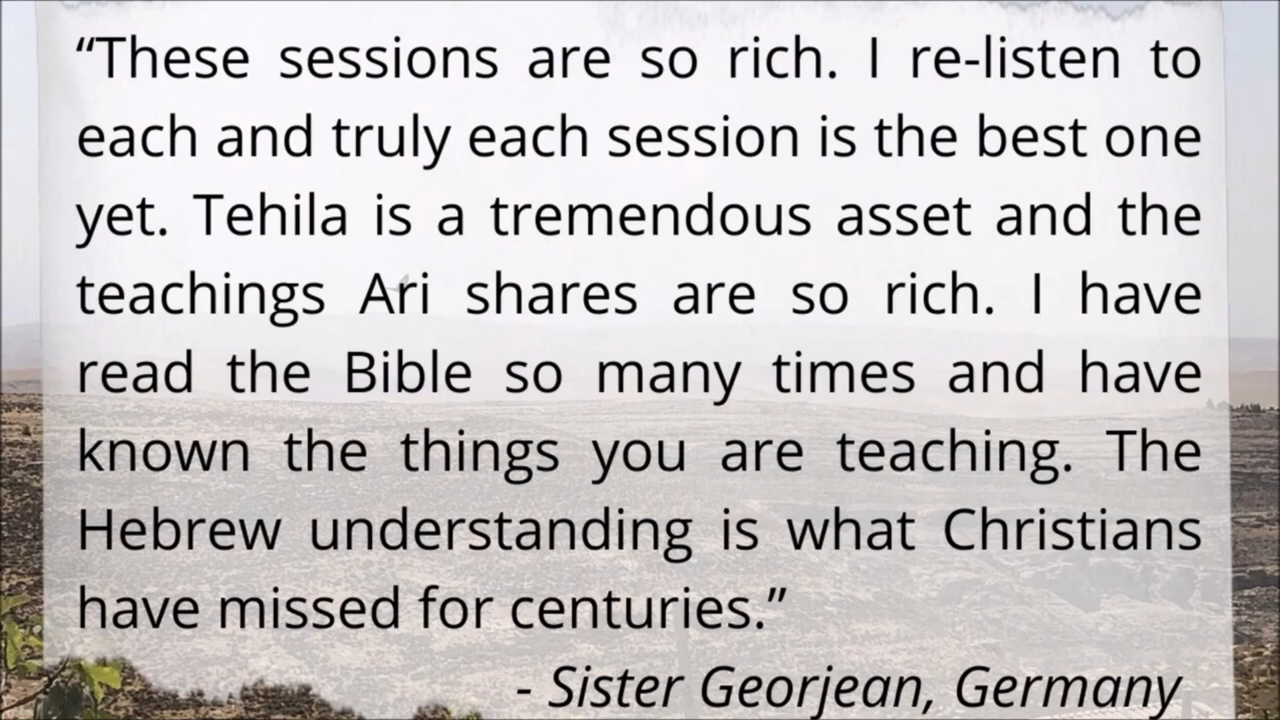 “These sessions are so rich. I re-listen to
each and truly each session is the best one
yet. Tehila is a tremendous asset and the
teachings Ari shares are so rich. I have
read the Bible so many times and have
known the things you are teaching. The
Hebrew understanding is what Christians
have missed for centuries.”
- Sister Georjean, Germany